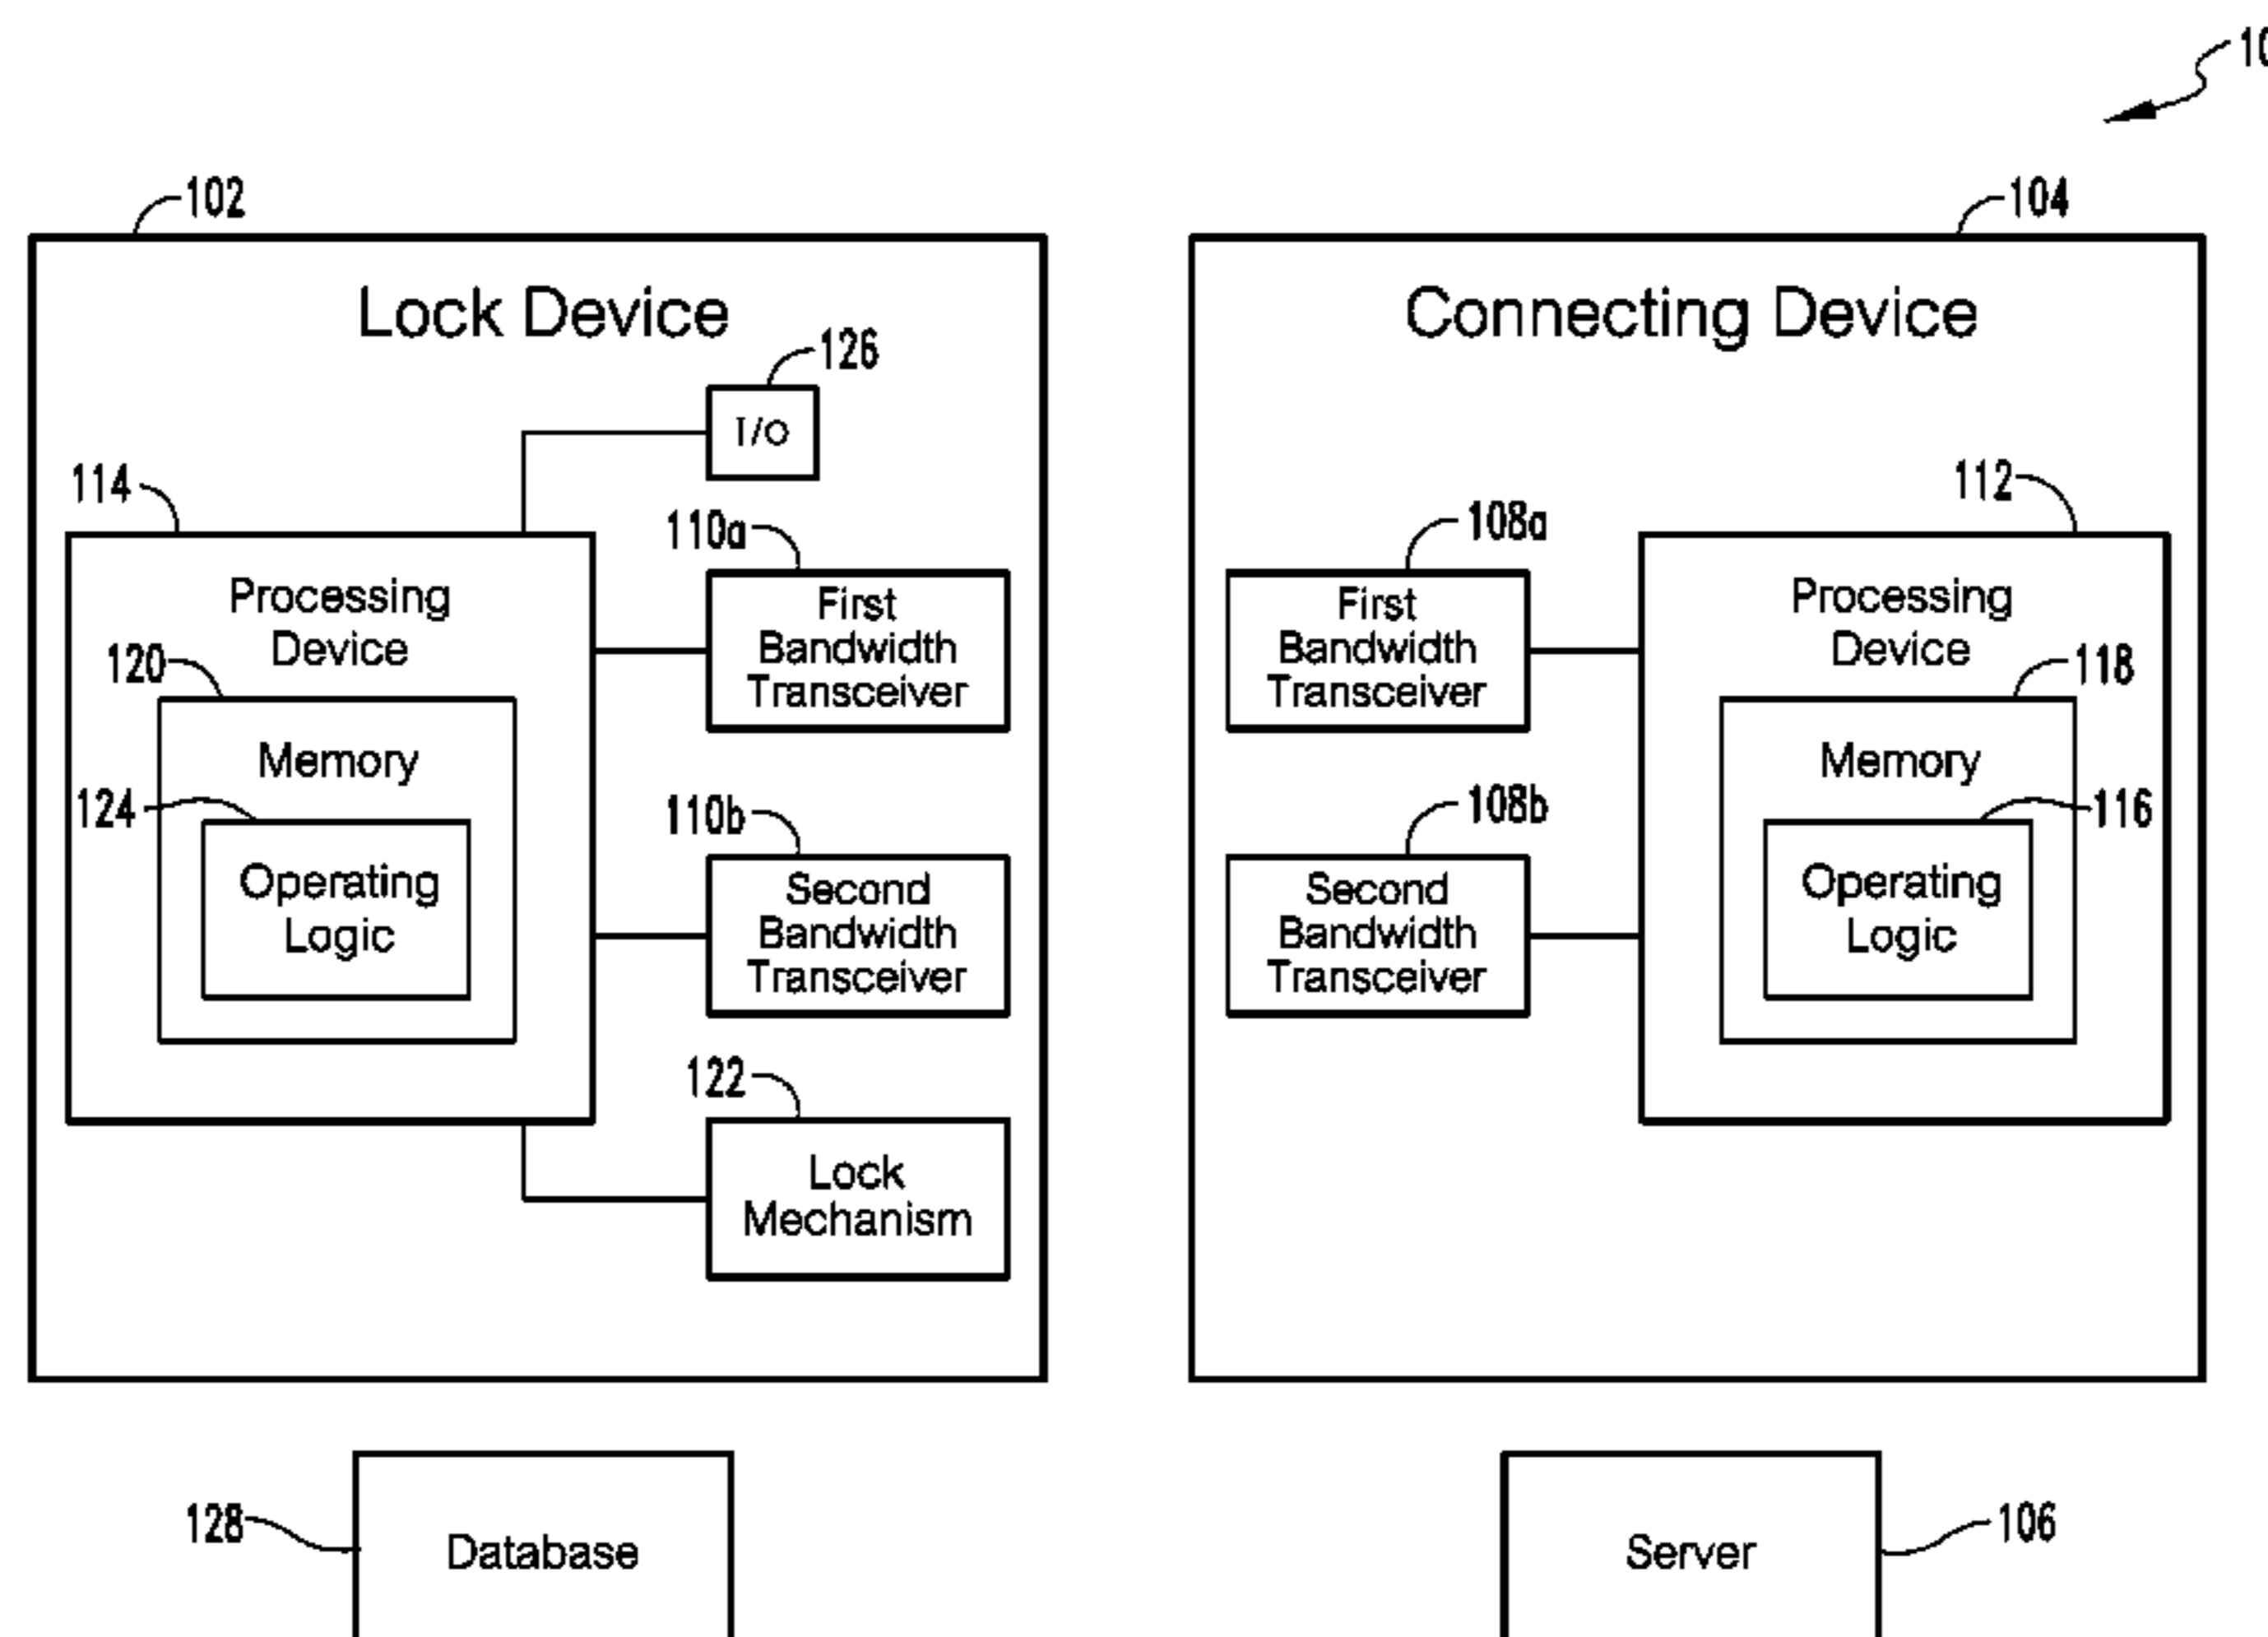 102
104
Lock Device
Connecting Device
126
I/O
114
112
110a
108a
Processing
Device
First
Bandwidth
Transceiver
First
Bandwidth
Transceiver
Processing
Device
120
118
Memory
Memory
124
110b
108b
116
Operating
Logic
Second
Bandwidth
Transceiver
Second
Bandwidth
Transceiver
Operating
Logic
122
Lock
Mechanism
128
Database
Server
106